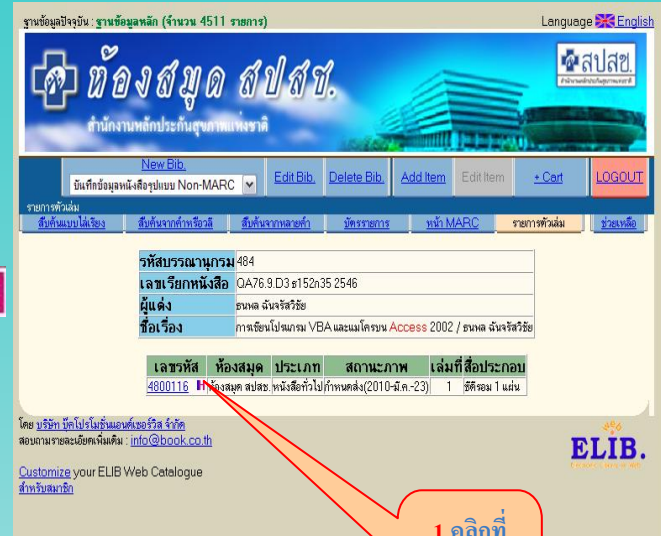 ฐานข้อมูลปัจจุบัน : ฐานข้อมูลหลัก (จำนวน 4511 รายการ) Language English
ห้องสมุด สปสช.
สำนักงานหลักประกันสุขภาพแห่งชาติ
สปสช.
New Bib.
บันทึกข้อมูลหนังสือรูปแบบ Non-MARC Edit Bib. Delete Bib. Add Item Edit Item + Cart LOGOUT
รายการตัวเล่ม
สืบค้นแบบไล่เรียง สืบค้นจากคำหรือวลี สืบค้นจากหลายคำ บัตรรายการ หน้า MARC รายการตัวเล่ม ช่วยเหลือ
รหัสบรรณานุกรม 484
เลขเรียกหนังสือ QA76.9.D3 ธ152ก35 2546
ผู้แต่ง ธนพล ฉันจรัสวิชัย
ชื่อเรื่อง การเขียนโปรแกรม VBA และแมโครบน Access 2002 / ธนพล ฉันจรัสวิชัย
เลขรหัส ห้องสมุด ประเภท สถานะภาพ เล่มที่ สื่อประกอบ
4800116 H ห้องสมุด สปสช. หนังสือทั่วไป กำหนดส่ง(2010-มี.ค.-23) 1 ซีดีรอม 1 แผ่น
โดย บริษัท บุ๊คโปรโมชั่นแอนด์เซอร์วิส จำกัด
สอบถามรายละเอียดเพิ่มเติม : info@book.co.th
ELIB.
Customize your ELIB Web Catalogue
สำหรับสมาชิก
1.คลิกที่